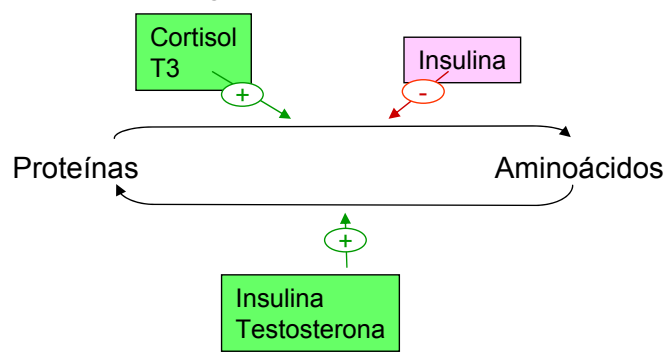 Cortisol
T3
Insulina
+
-
Proteínas
Aminoácidos
+
Insulina
Testosterona